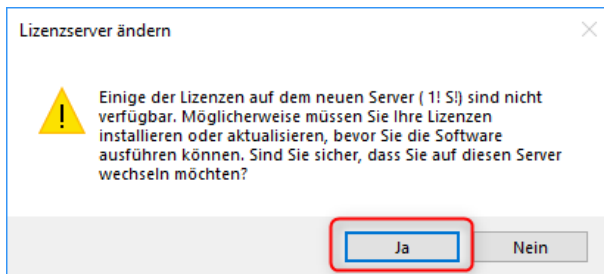 Lizenzserver ändern
Einige der Lizenzen auf dem neuen Server ( 1! S!) sind nicht
verfügbar. Möglicherweise müssen Sie Ihre Lizenzen
installieren oder aktualisieren, bevor Sie die Software
ausführen können. Sind Sie sicher, dass Sie auf diesen Server
wechseln möchten?
Ja
Nein